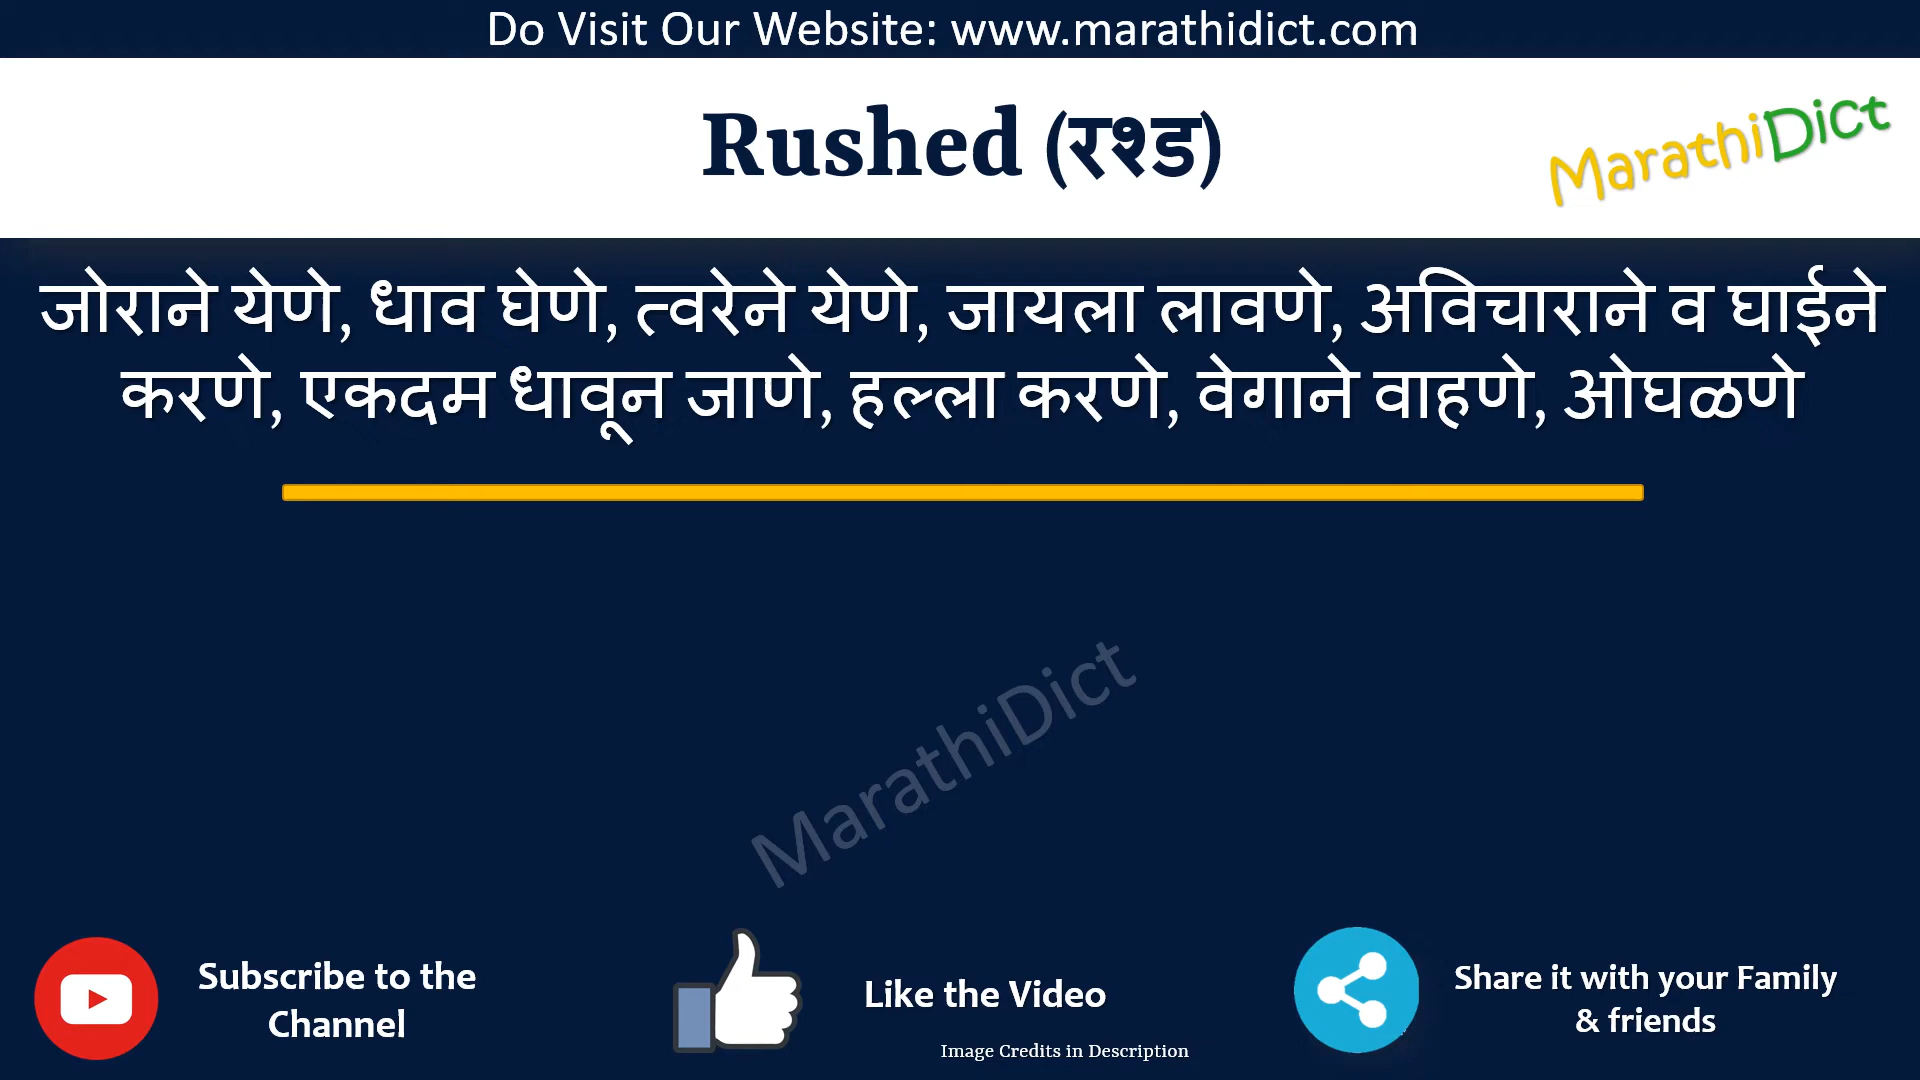 Do Visit Our Website: www.marathidict.com
Rushed (रश्ड)
MarathiDict
जोराने येणे, धाव घेणे, त्वरेने येणे, जायला लावणे, अविचाराने व घाईने
करणे, एकदम धावून जाणे, हल्ला करणे, वेगाने वाहणे, ओघळणे
MarathiDict
Subscribe to the
Channel
Like the Video
Share it with your Family
& friends
Image Credits in Description